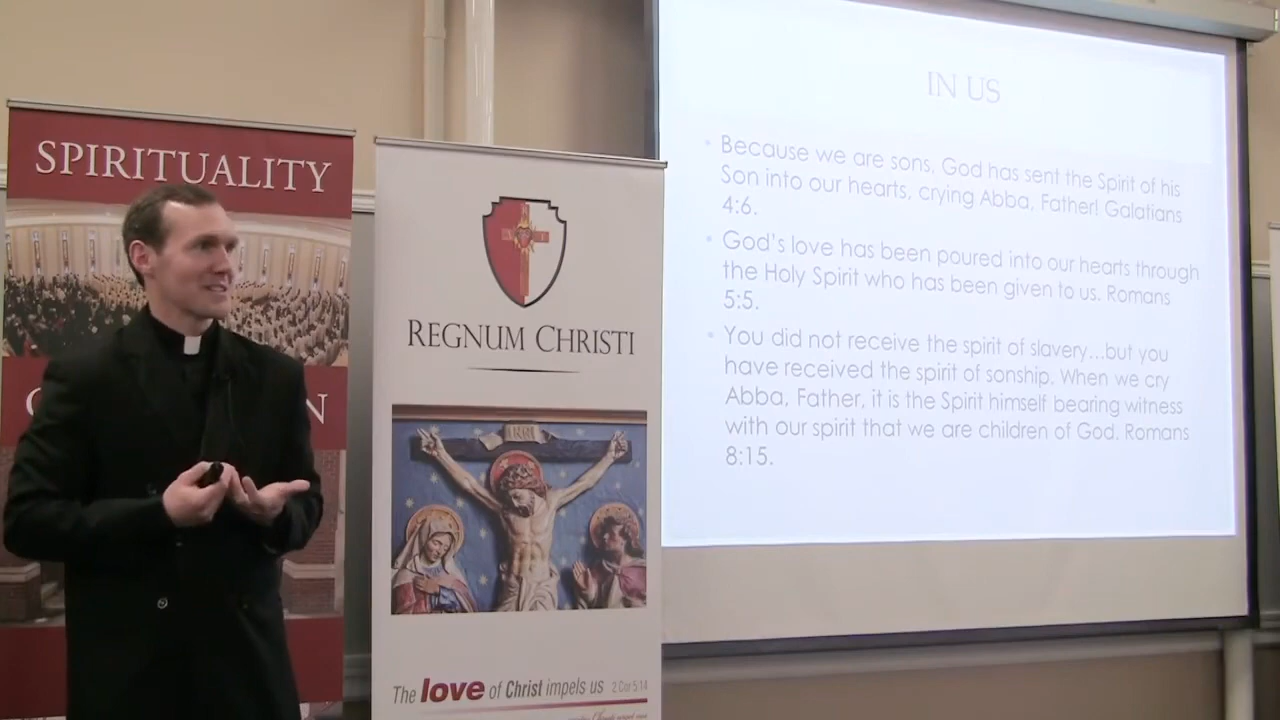 SPIRITUALITY
REGNUM CHRISTI
INRI
The love of Christ impels us 2 Cor 5:14
IN US
• Because we are sons, God has sent the Spirit of his
Son into our hearts, crying Abba, Father! Galatians
4:6.
• God's love has been poured into our hearts through
the Holy Spirit who has been given to us. Romans
5:5.
• You did not receive the spirit of slavery...but you
have received the spirit of sonship. When we cry
Abba, Father, it is the Spirit himself bearing witness
with our spirit that we are children of God. Romans
8:15.